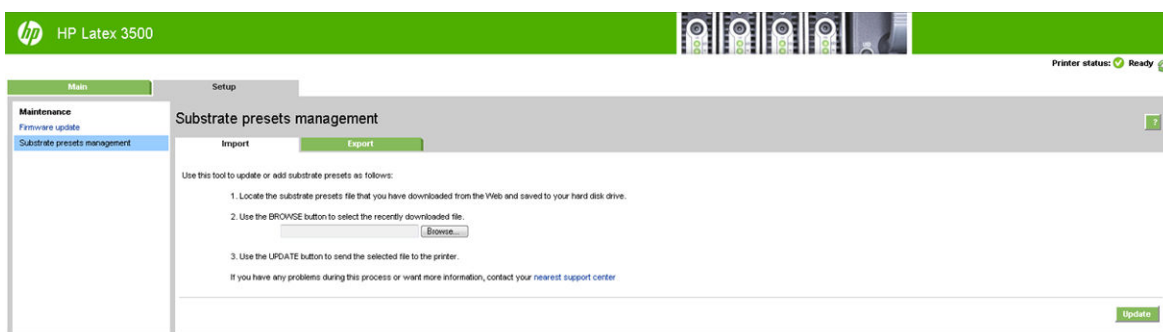 hp HP Latex 3500
Printer status: Ready
Main Setup
Maintenance
Firmware update
Substrate presets management
Substrate presets management
?
Import Export
Use this tool to update or add substrate presets as follows:
1. Locate the substrate presets file that you have downloaded from the Web and saved to your hard disk drive.
2. Use the BROWSE button to select the recently downloaded file.
Browse...
3. Use the UPDATE button to send the selected file to the printer.
If you have any problems during this process or want more information, contact your nearest support center
Update